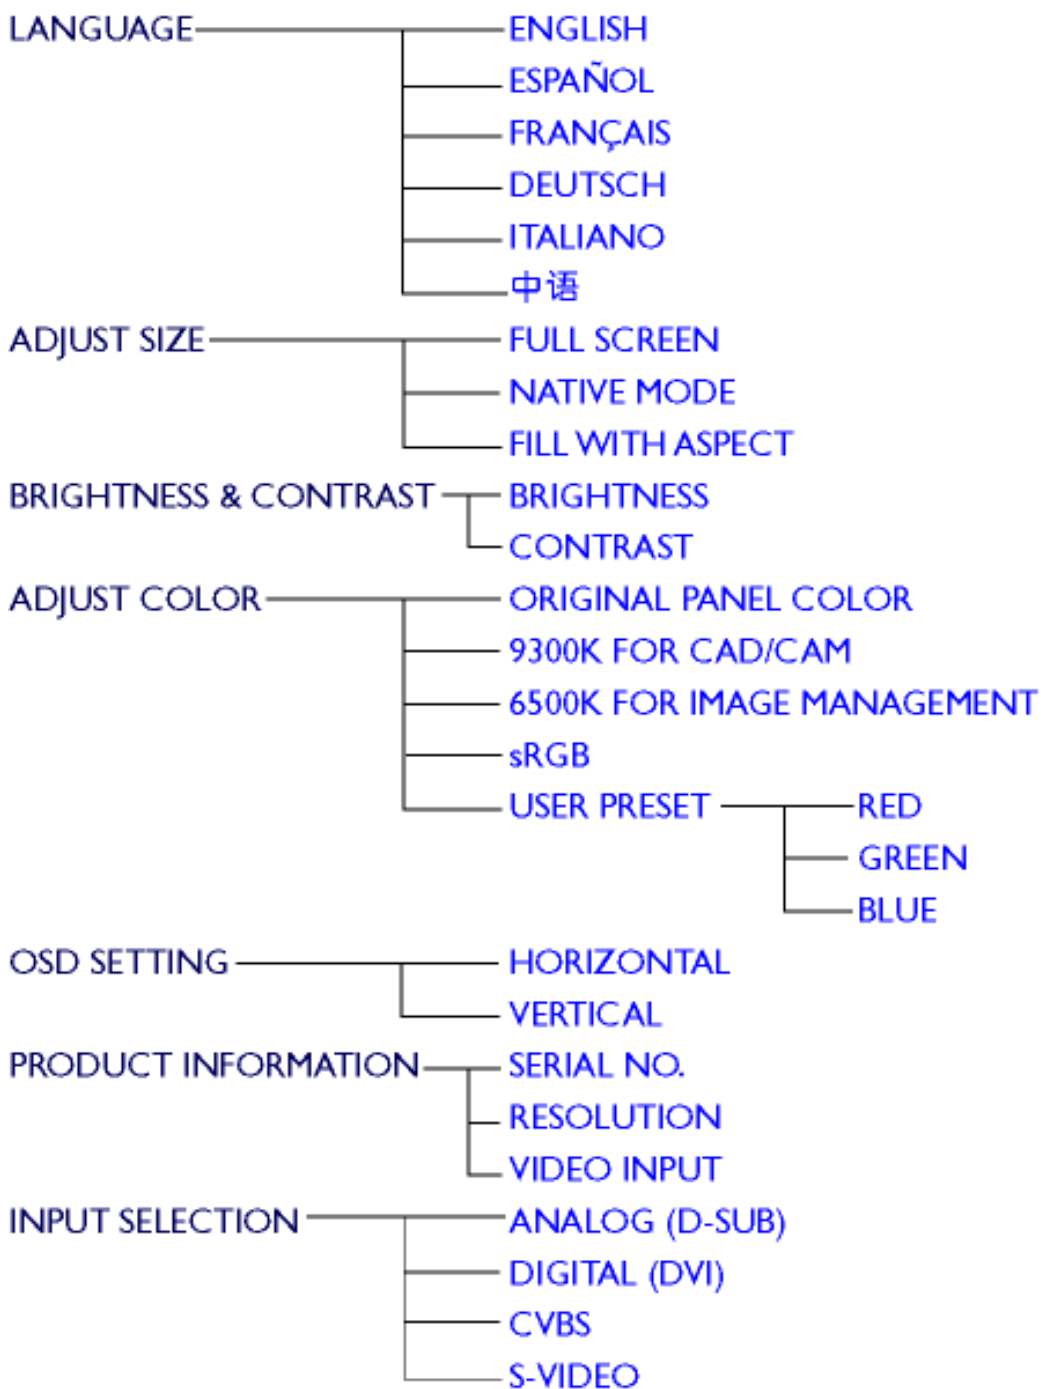 LANGUAGE ENGLISH
ESPAÑOL
FRANÇAIS
DEUTSCH
ITALIANO
中语
ADJUST SIZE FULL SCREEN
NATIVE MODE
FILL WITH ASPECT
BRIGHTNESS & CONTRAST BRIGHTNESS
CONTRAST
ADJUST COLOR ORIGINAL PANEL COLOR
9300K FOR CAD/CAM
6500K FOR IMAGE MANAGEMENT
sRGB
USER PRESET RED
GREEN
BLUE
OSD SETTING HORIZONTAL
VERTICAL
PRODUCT INFORMATION SERIAL NO.
RESOLUTION
VIDEO INPUT
INPUT SELECTION ANALOG (D-SUB)
DIGITAL (DVI)
CVBS
S-VIDEO